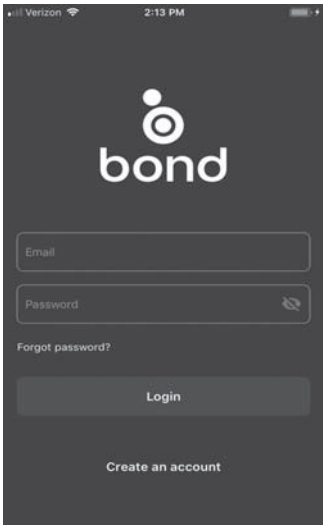 Verizon 2:13 PM
bond
Email
Password
Forgot password?
Login
Create an account